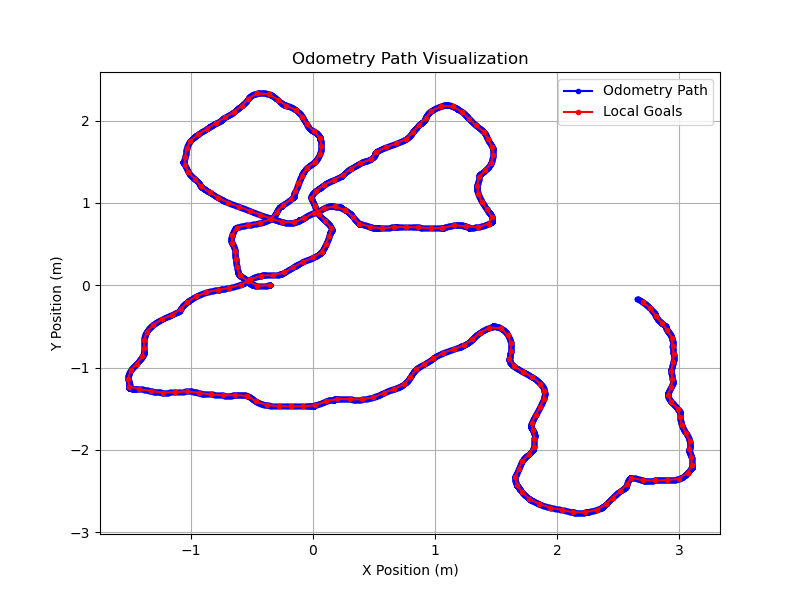 Odometry Path Visualization
Odometry Path
Local Goals
Y Position (m)
2
1
0
−1
−2
−3
−1
0
1
2
3
X Position (m)